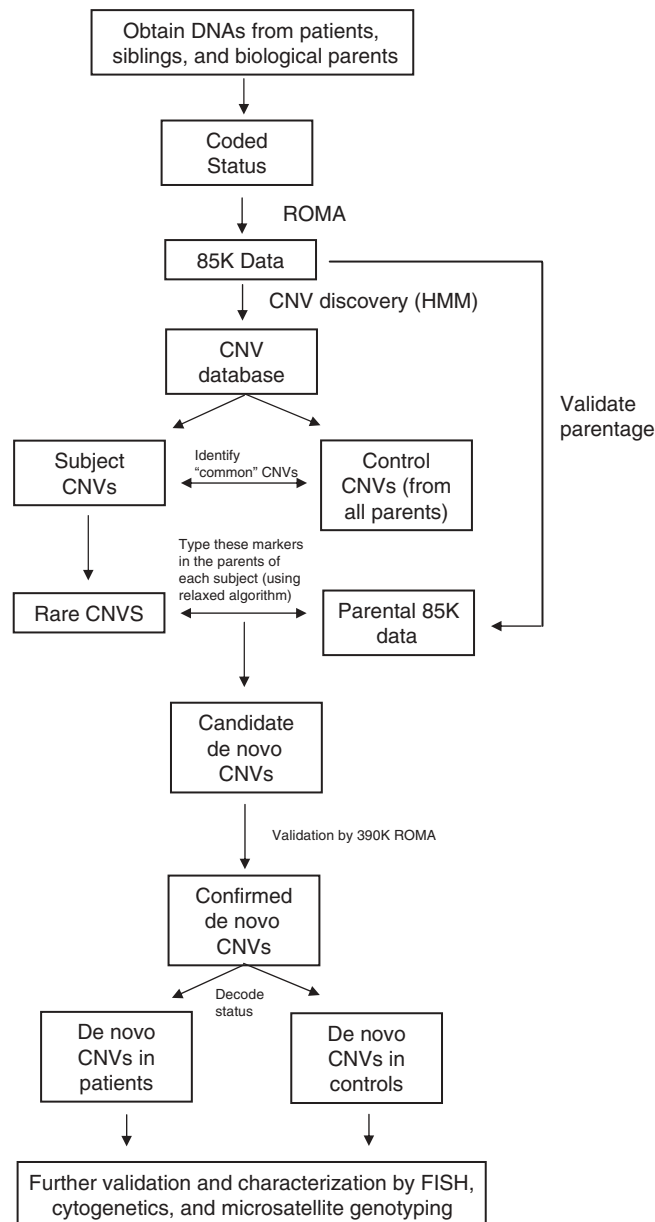 Obtain DNAs from patients,
siblings, and biological parents
Coded
Status
ROMA
85K Data
CNV discovery (HMM)
CNV
database
Validate
parentage
Subject
CNVs
Identify
“common” CNVs
Control
CNVs (from
all parents)
Type these markers
in the parents of
each subject (using
relaxed algorithm)
Rare CNVS
Parental 85K
data
Candidate
de novo
CNVs
Validation by 390K ROMA
Confirmed
de novo
CNVs
Decode
status
De novo
CNVs in
patients
De novo
CNVs in
controls
Further validation and characterization by FISH,
cytogenetics, and microsatellite genotyping